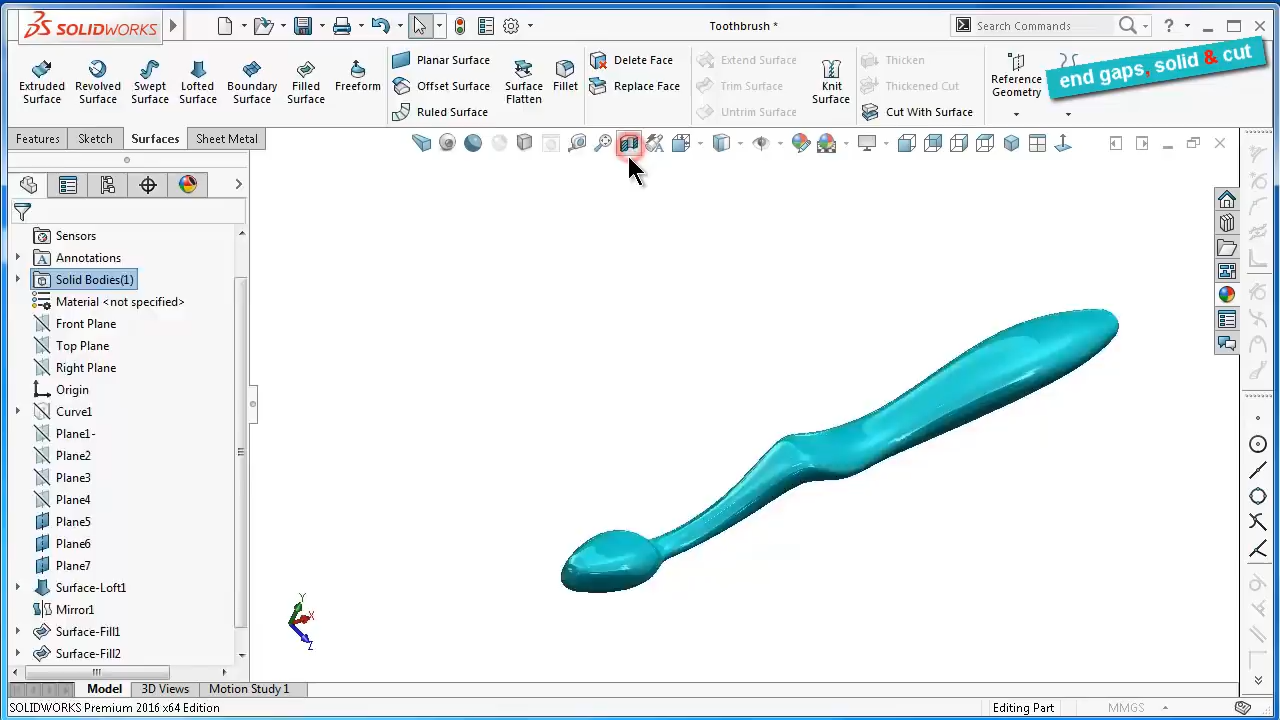 SOLIDWORKS
Toothbrush *
Search Commands
end gaps, solid & cut
Extruded Surface
Revolved Surface
Swept Surface
Lofted Surface
Boundary Surface
Filled Surface
Freeform
Planar Surface
Offset Surface
Ruled Surface
Surface Flatten
Fillet
Delete Face
Replace Face
Extend Surface
Trim Surface
Untrim Surface
Knit Surface
Thicken
Thickened Cut
Cut With Surface
Reference Geometry
Features
Sketch
Surfaces
Sheet Metal
Sensors
Annotations
Solid Bodies(1)
Material <not specified>
Front Plane
Top Plane
Right Plane
Origin
Curve1
Plane1-
Plane2
Plane3
Plane4
Plane5
Plane6
Plane7
Surface-Loft1
Mirror1
Surface-Fill1
Surface-Fill2
Y
X
Z
Model
3D Views
Motion Study 1
SOLIDWORKS Premium 2016 x64 Edition
Editing Part
MMGS